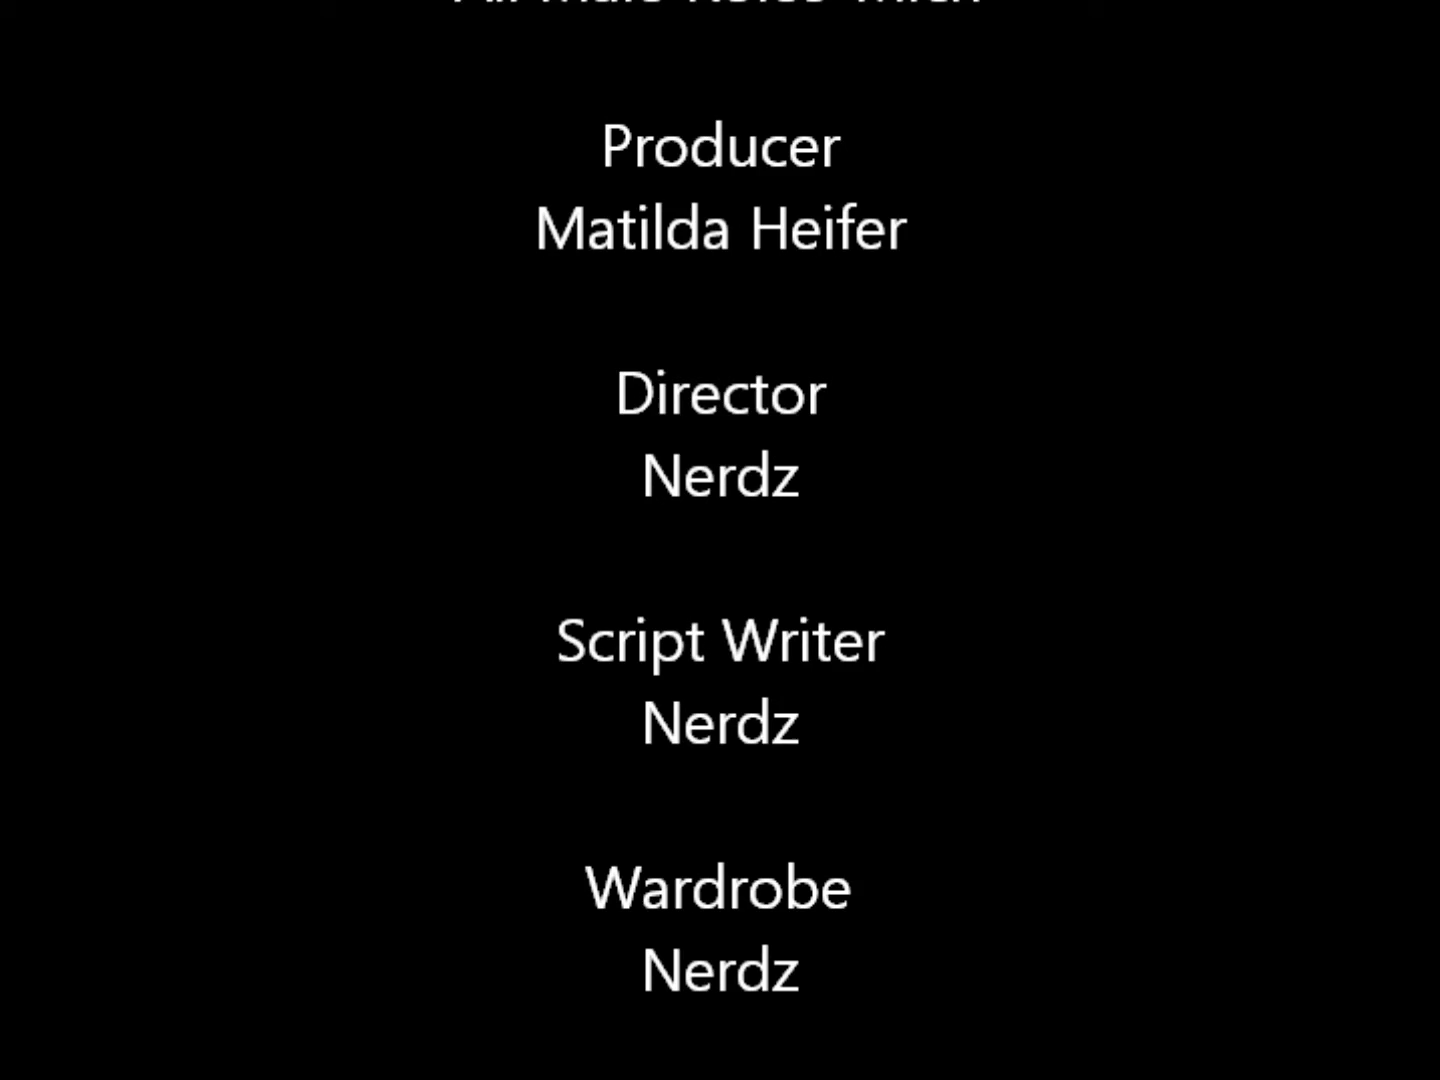 Producer
Matilda Heifer
Director
Nerdz
Script Writer
Nerdz
Wardrobe
Nerdz